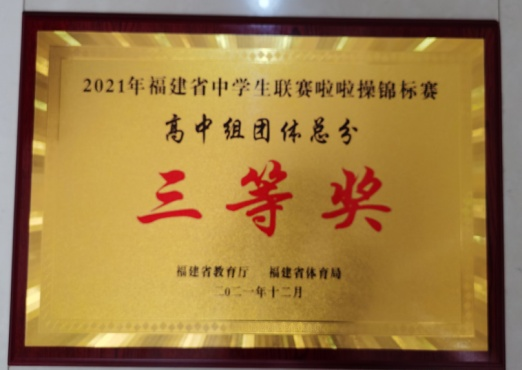 2021年福建省中学生联赛啦啦操锦标赛
高中组团体总分
三等奖
福建省教育厅 福建省体育局
二0二一年十二月